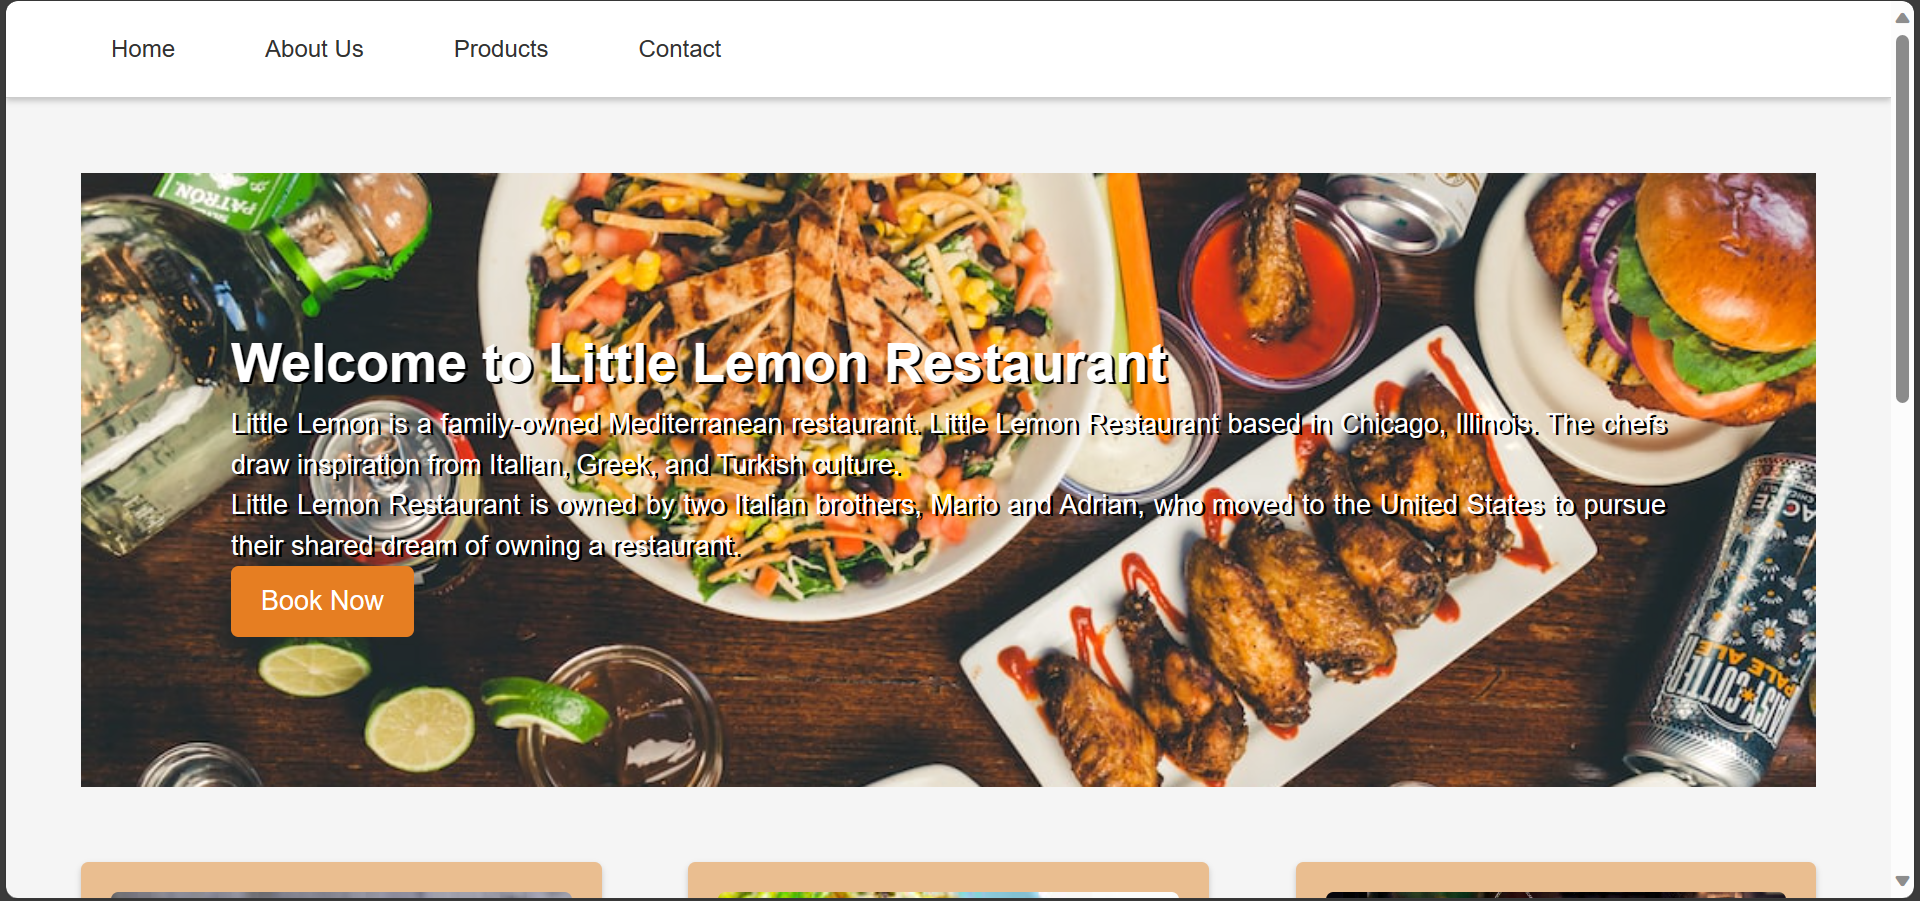 Home About Us Products Contact
PATRÓN
Welcome to Little Lemon Restaurant
Little Lemon is a family-owned Mediterranean restaurant. Little Lemon Restaurant based in Chicago, Illinois. The chefs
draw inspiration from Italian, Greek, and Turkish culture.
Little Lemon Restaurant is owned by two Italian brothers, Mario and Adrian, who moved to the United States to pursue
their shared dream of owning a restaurant.
Book Now
PALE ALE